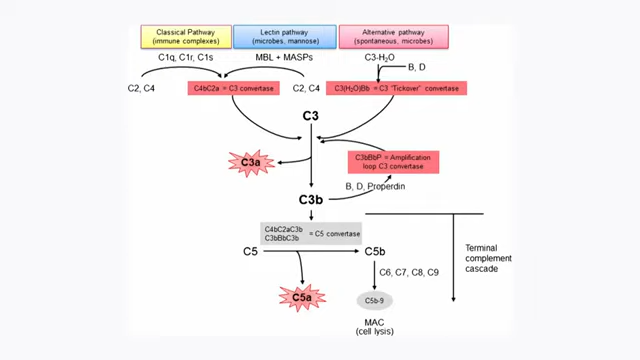 Classical Pathway
(immune complexes)
Lectin pathway
(microbes, mannose)
Alternative pathway
(spontaneous, microbes)
C1q, C1r, C1s
MBL + MASPs
C3-H₂O
B, D
C2, C4
C4bC2a = C3 convertase
C2, C4
C3(H2O)Bb = C3 “Tickover” convertase
C3
C3a
C3bBbP = Amplification
loop C3 convertase
B, D, Properdin
C3b
C4bC2aC3b
C3bBbC3b
= C5 convertase
C5
C5b
Terminal
complement
cascade
C6, C7, C8, C9
C5a
C5b-9
MAC
(cell lysis)